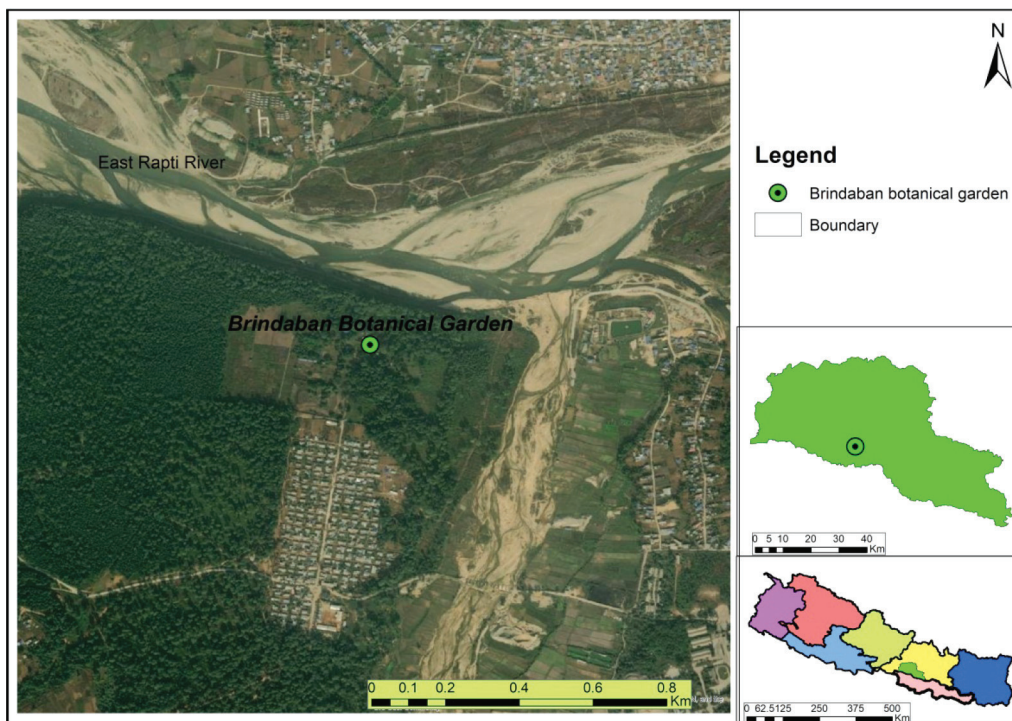 East Rapti River
Brindaban Botanical Garden
0 0.1 0.2 0.4 0.6 0.8
Km
N
Legend
Brindaban botanical garden
Boundary
0 5 10 20 30 40
Km
0 62.5125 250 375 500
Km